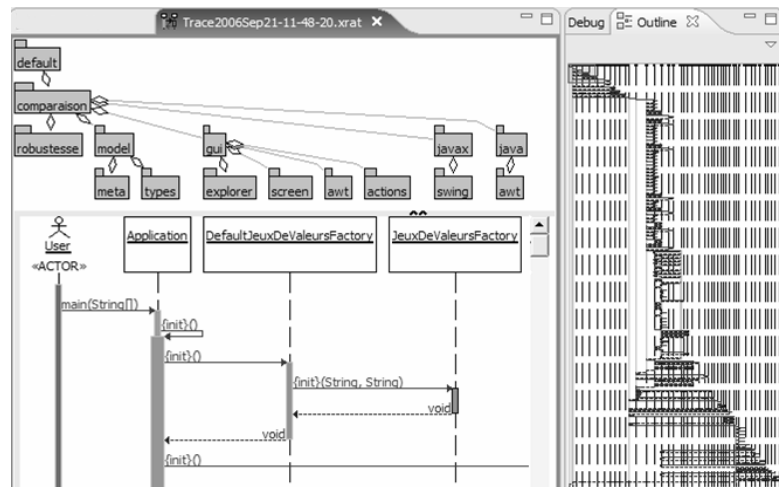 Trace2006Sep21-11-48-20.xrat
Debug
Outline
default
comparaison
robustesse
model
gui
javax
java
meta
types
explorer
screen
awt
actions
swing
awt
User
«ACTOR»
Application
DefaultJeuxDeValeursFactory
JeuxDeValeursFactory
main(String[])
{init}()
{init}()
{init}(String, String)
void
void
{init}()